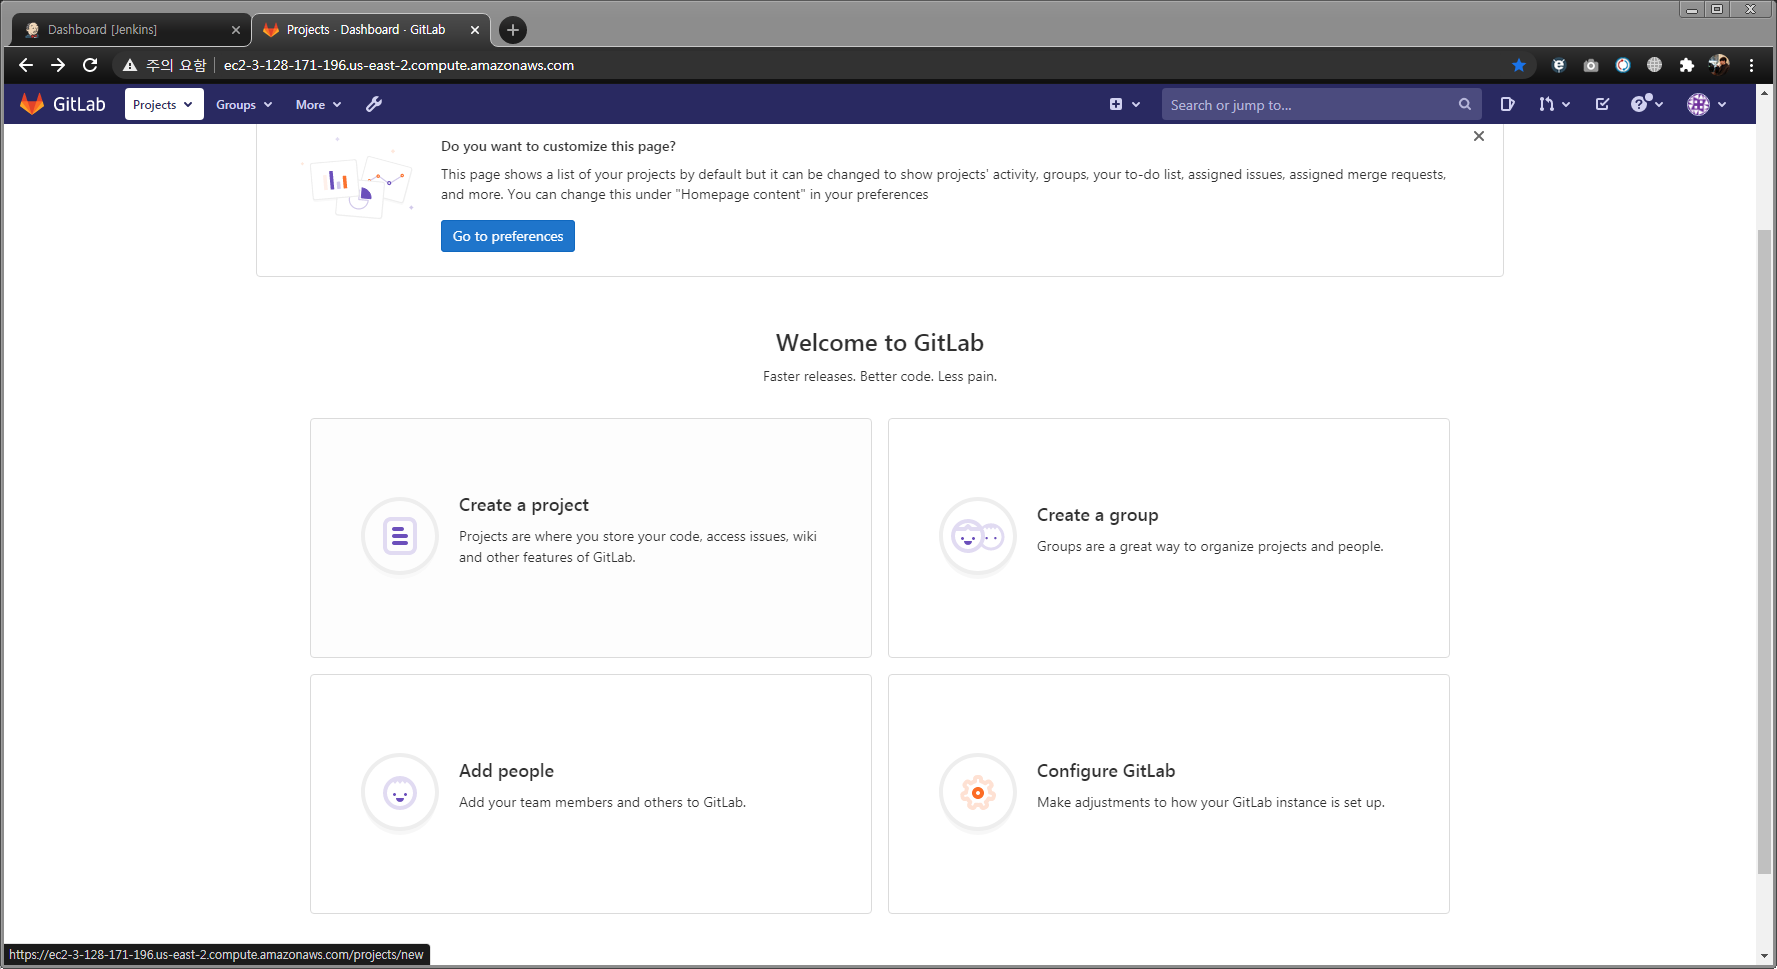 Dashboard [Jenkins]
Projects · Dashboard · GitLab
주의 요함
ec2-3-128-171-196.us-east-2.compute.amazonaws.com
GitLab
Projects
Groups
More
Search or jump to...
Do you want to customize this page?
This page shows a list of your projects by default but it can be changed to show projects' activity, groups, your to-do list, assigned issues, assigned merge requests,
and more. You can change this under "Homepage content" in your preferences
Go to preferences
Welcome to GitLab
Faster releases. Better code. Less pain.
Create a project
Projects are where you store your code, access issues, wiki
and other features of GitLab.
Create a group
Groups are a great way to organize projects and people.
Add people
Add your team members and others to GitLab.
Configure GitLab
Make adjustments to how your GitLab instance is set up.
https://ec2-3-128-171-196.us-east-2.compute.amazonaws.com/projects/new